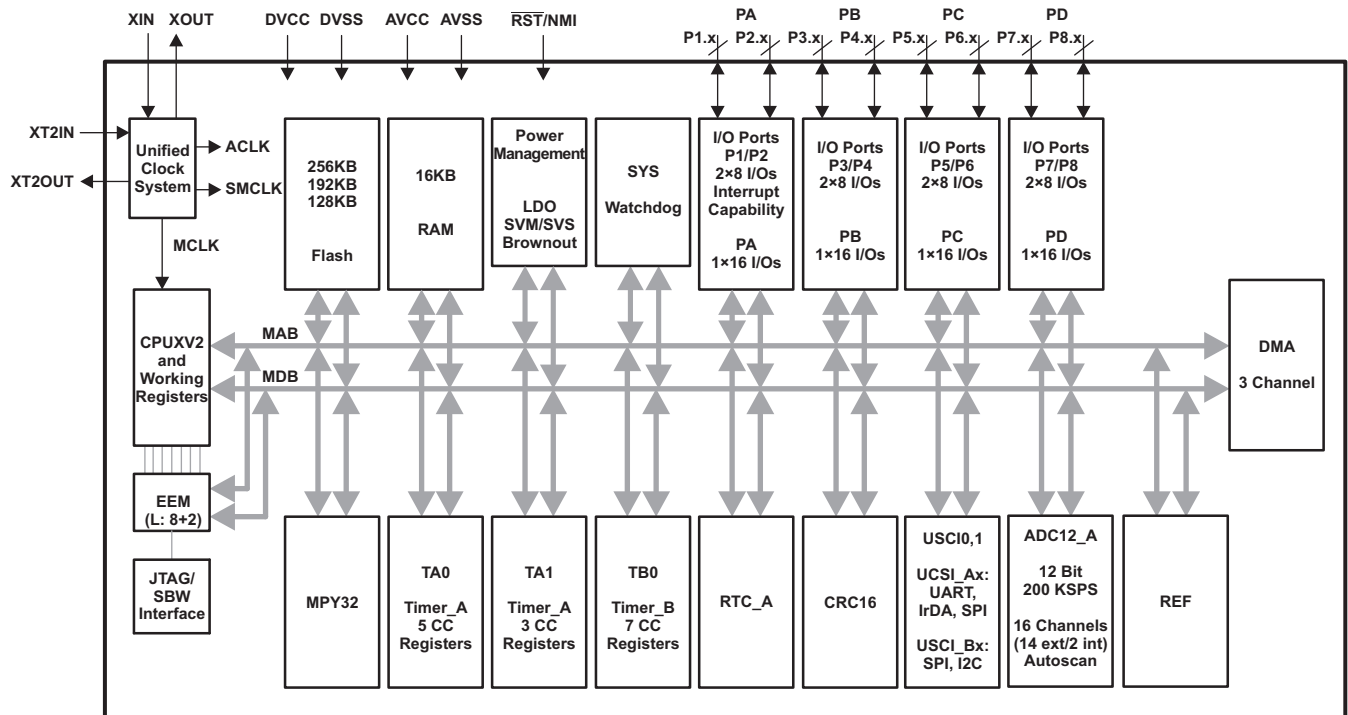 XIN XOUT DVCC DVSS AVCC AVSS RST/NMI
PA PB PC PD
P1.x P2.x P3.x P4.x P5.x P6.x P7.x P8.x
XT2IN
XT2OUT
Unified
Clock
System
ACLK
SMCLK
MCLK
256KB
192KB
128KB
Flash
16KB
RAM
Power
Management
LDO
SVM/SVS
Brownout
SYS
Watchdog
I/O Ports
P1/P2
2×8 I/Os
Interrupt
Capability
PA
1×16 I/Os
I/O Ports
P3/P4
2×8 I/Os
PB
1×16 I/Os
I/O Ports
P5/P6
2×8 I/Os
PC
1×16 I/Os
I/O Ports
P7/P8
2×8 I/Os
PD
1×16 I/Os
CPUXV2
and
Working
Registers
MAB
MDB
DMA
3 Channel
EEM
(L: 8+2)
JTAG/
SBW
Interface
MPY32
TA0
Timer_A
5 CC
Registers
TA1
Timer_A
3 CC
Registers
TB0
Timer_B
7 CC
Registers
RTC_A
CRC16
USCI0,1
UCSI_Ax:
UART,
IrDA, SPI
USCI_Bx:
SPI, I2C
ADC12_A
12 Bit
200 KSPS
16 Channels
(14 ext/2 int)
Autoscan
REF